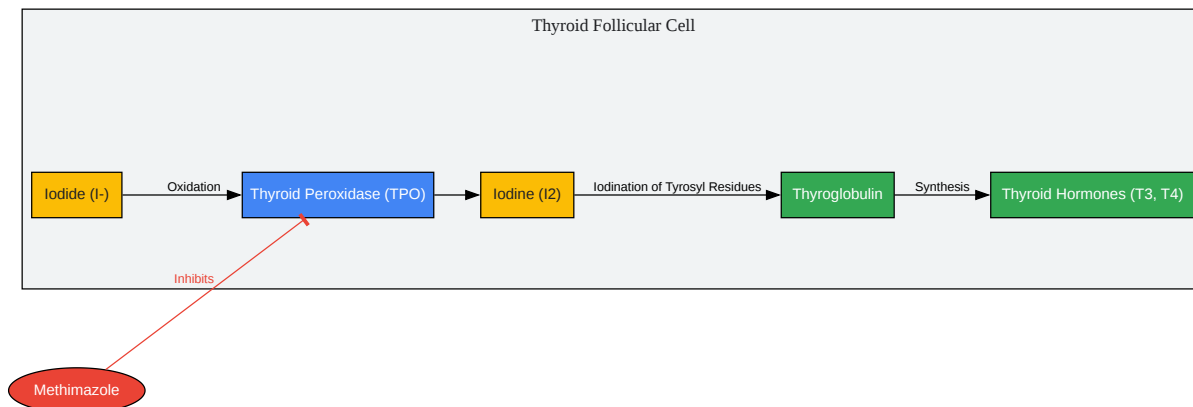 Thyroid Follicular Cell
Iodide (I-)
Oxidation
Thyroid Peroxidase (TPO)
Iodine (I2)
Iodination of Tyrosyl Residues
Thyroglobulin
Synthesis
Thyroid Hormones (T3, T4)
Inhibits
Methimazole